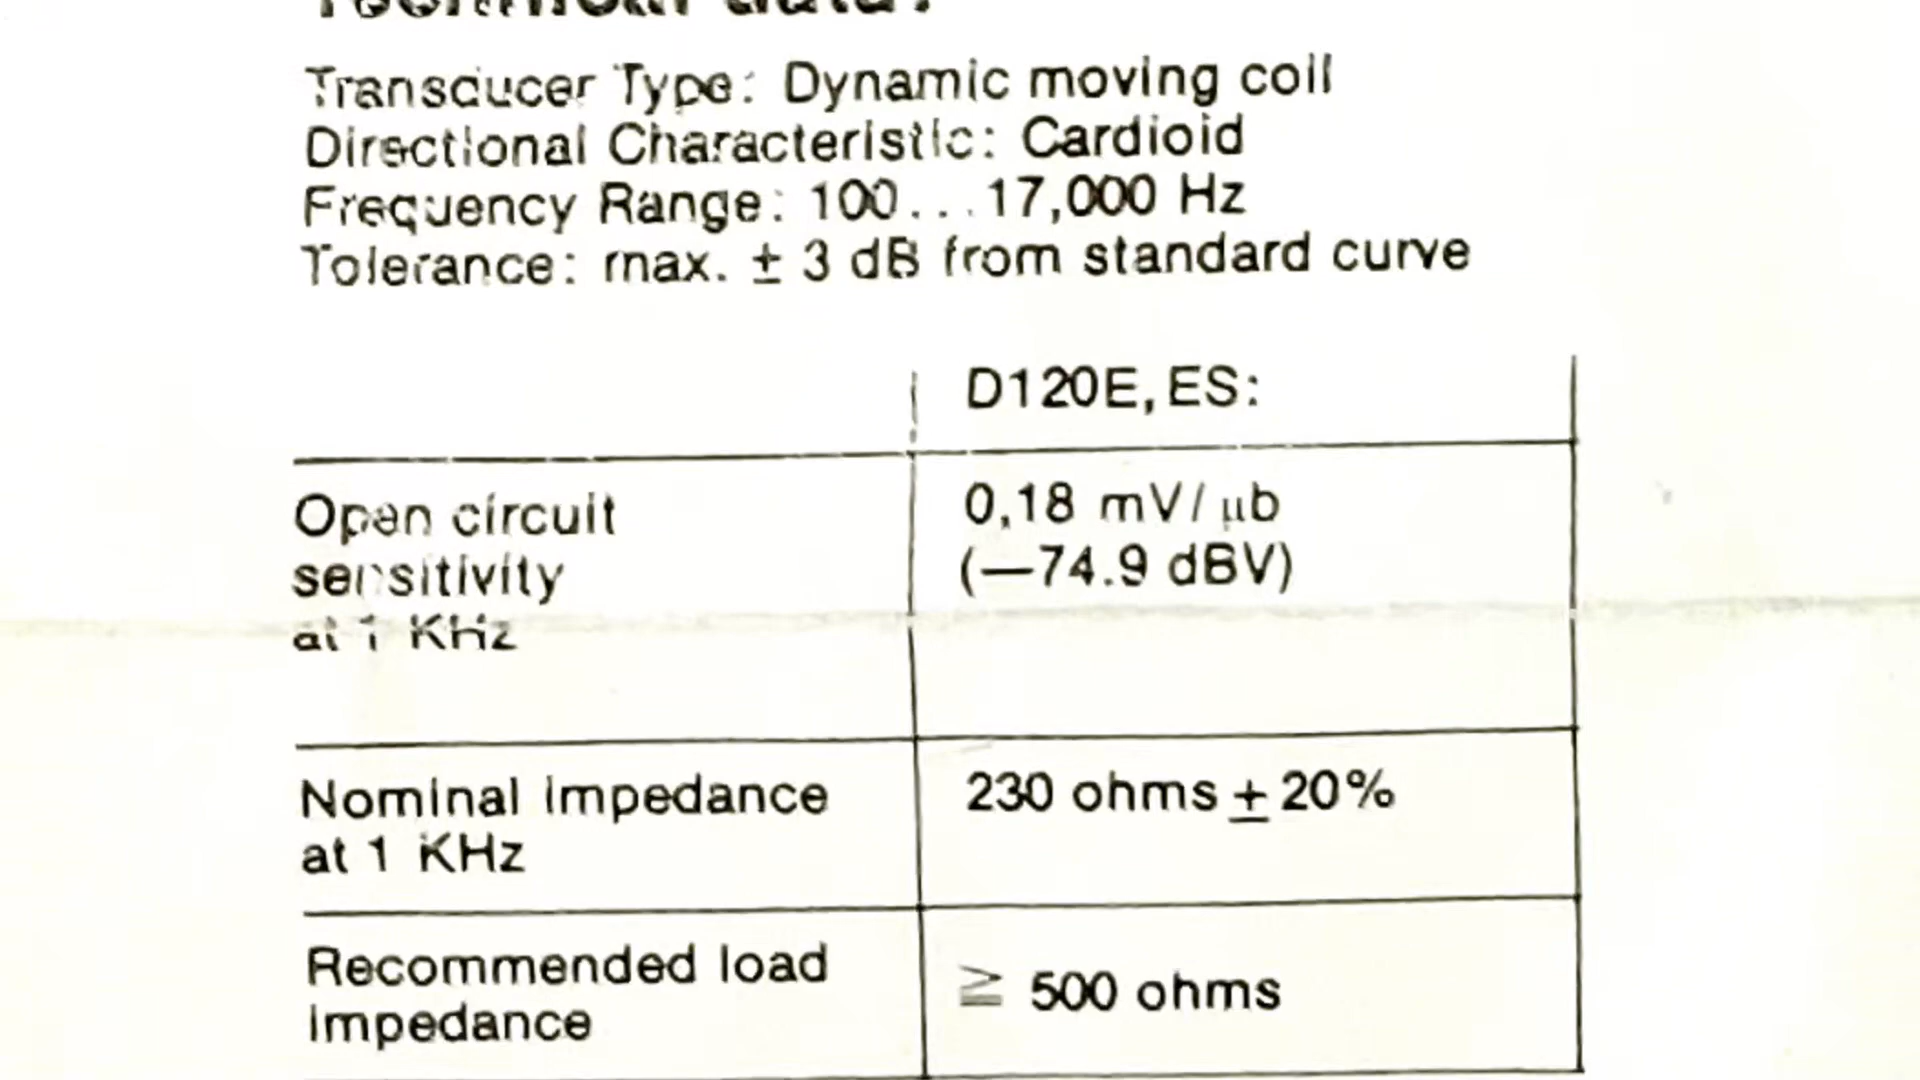 Technical data:
Transducer Type: Dynamic moving coil
Directional Characteristic: Cardioid
Frequency Range: 100...17,000 Hz
Tolerance: max. ± 3 dB from standard curve
D120E, ES:
Open circuit
sensitivity
at 1 KHz
0,18 mV/µb
(—74.9 dBV)
Nominal impedance
at 1 KHz
230 ohms ± 20%
Recommended load
impedance
≧ 500 ohms